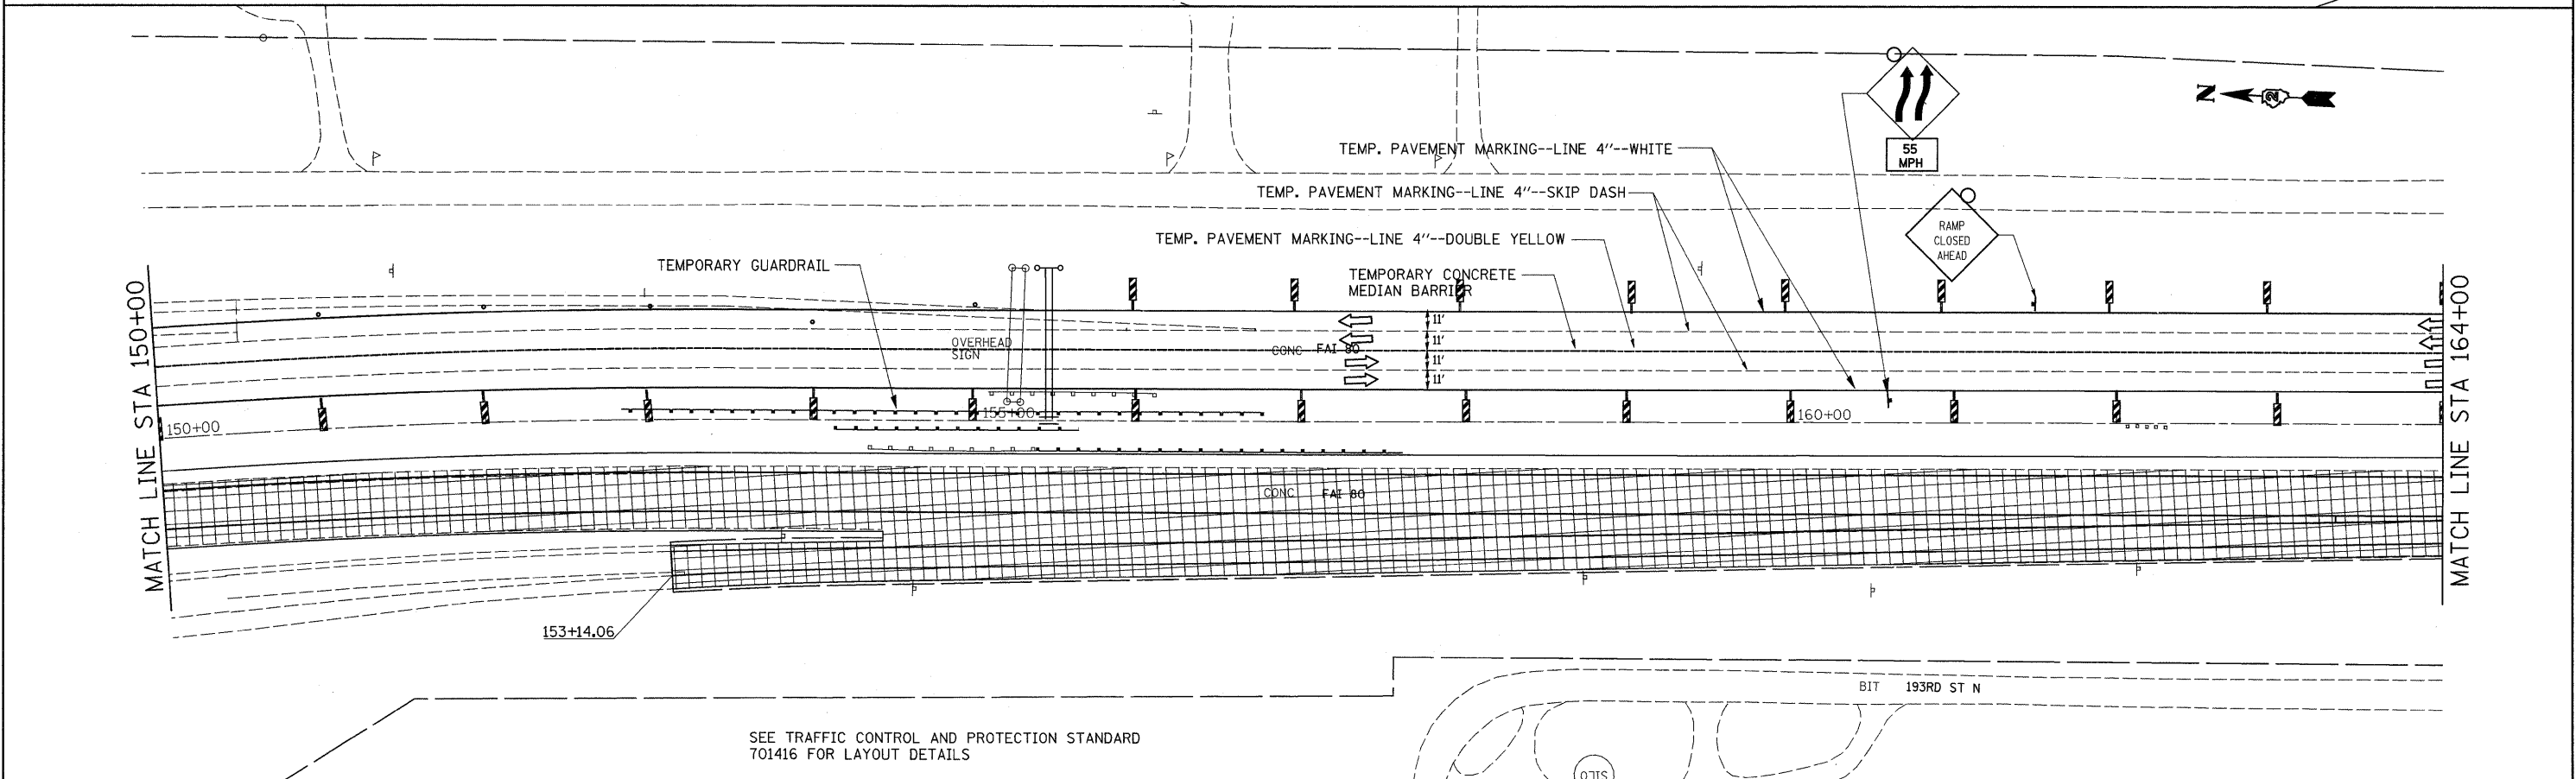 N
2
55
MPH
TEMP. PAVEMENT MARKING--LINE 4"--WHITE
TEMP. PAVEMENT MARKING--LINE 4"--SKIP DASH
RAMP
CLOSED
AHEAD
TEMP. PAVEMENT MARKING--LINE 4"--DOUBLE YELLOW
TEMPORARY GUARDRAIL
TEMPORARY CONCRETE
MEDIAN BARRIER
MATCH LINE STA 150+00
MATCH LINE STA 164+00
11'
11'
11'
11'
OVERHEAD
SIGN
CONC FAI 80
150+00
155+00
160+00
CONC FAI 80
153+14.06
BIT 193RD ST N
SEE TRAFFIC CONTROL AND PROTECTION STANDARD
701416 FOR LAYOUT DETAILS
SILO